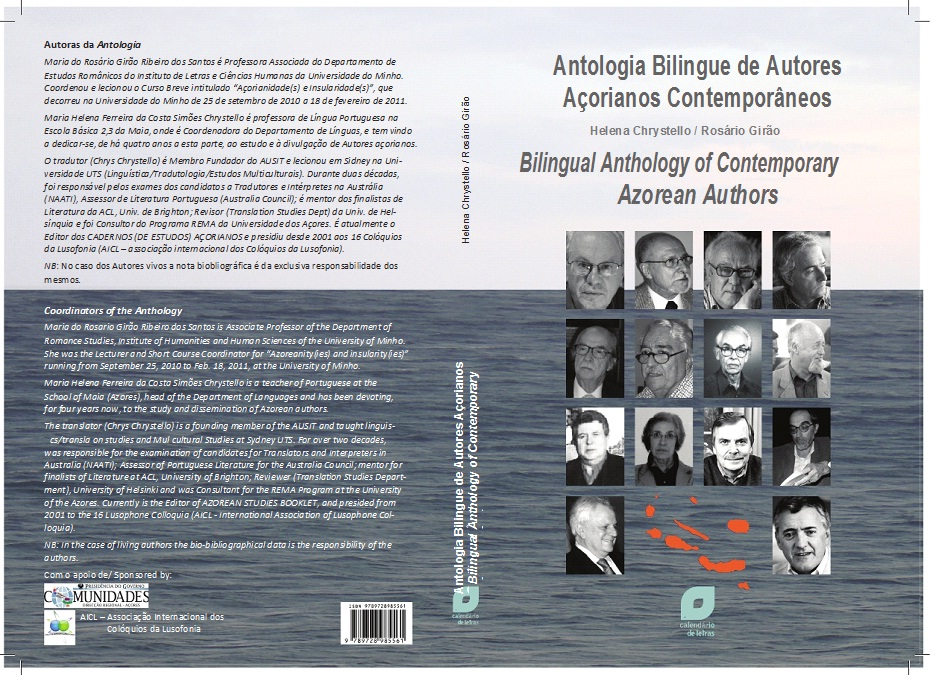 Autoras da Antologia
Maria do Rosário Girão Ribeiro dos Santos é Professora Associada do Departamento de
Estudos Românicos do Instituto de Letras e Ciências Humanas da Universidade do Minho.
Coordenou e lecionou o Curso Breve intitulado “Açorianidade(s) e Insularidade(s)”, que
decorreu na Universidade do Minho de 25 de setembro de 2010 a 18 de fevereiro de 2011.
Maria Helena Ferreira da Costa Simões Chrystello é professora de Língua Portuguesa na
Escola Básica 2,3 da Maia, onde é Coordenadora do Departamento de Línguas, e tem vindo
a dedicar-se, de há quatro anos a esta parte, ao estudo e à divulgação de Autores açorianos.
O tradutor (Chrys Chrystello) é Membro Fundador do AUSIT e lecionou em Sidney na Uni-
versidade UTS (Linguística/Tradutologia/Estudos Multiculturais). Durante duas décadas,
foi responsável pelos exames dos candidatos a Tradutores e Intérpretes na Austrália
(NAATI), Assessor de Literatura Portuguesa (Australia Council); é mentor dos finalistas de
Literatura da ACL, Univ. de Brighton; Revisor (Translation Studies Dept) da Univ. de Hel-
sínquia e foi Consultor do Programa REMA da Universidade dos Açores. É atualmente o
Editor dos CADERNOS (DE ESTUDOS) AÇORIANOS e presidiu desde 2001 aos 16 Colóquios
da Lusofonia (AICL – associação internacional dos Colóquios da Lusofonia).
NB: No caso dos Autores vivos a nota biobliográfica é da exclusiva responsabilidade dos
mesmos.
Coordinators of the Anthology
Maria do Rosario Girão Ribeiro dos Santos is Associate Professor of the Department of
Romance Studies, Institute of Humanities and Human Sciences of the University of Minho.
She was the Lecturer and Short Course Coordinator for “Azoreanity(ies) and Insularity(ies)”
running from September 25, 2010 to Feb. 18, 2011, at the University of Minho.
Maria Helena Ferreira da Costa Simões Chrystello is a teacher of Portuguese at the
School of Maia (Azores), head of the Department of Languages and has been devoting,
for four years now, to the study and dissemination of Azorean authors.
The translator (Chrys Chrystello) is a founding member of the AUSIT and taught linguis-
cs/transla on studies and Mul cultural Studies at Sydney UTS. For over two decades,
was responsible for the examination of candidates for Translators and Interpreters in
Australia (NAATI); Assessor of Portuguese Literature for the Australia Council; mentor for
finalists of Literature at ACL, University of Brighton; Reviewer (Translation Studies Depart-
ment), University of Helsinki and was Consultant for the REMA Program at the University
of the Azores. Currently is the Editor of AZOREAN STUDIES BOOKLET, and presided from
2001 to the 16 Lusophone Colloquia (AICL - International Association of Lusophone Col-
loquia).
NB: In the case of living authors the bio-bibliographical data is the responsibility of the
authors.
Com o apoio de/ Sponsored by:
PRESIDÊNCIA DO GOVERNO
COMUNIDADES
DIRECÇÃO REGIONAL - AÇORES
AICL – Associação Internacional dos
Colóquios da Lusofonia
ISBN 9789728985561
9 789728 985561
Helena Chrystello / Rosário Girão
Antologia Bilingue de Autores Açorianos
Bilingual Anthology of Contemporary
calendário
de letras
Antologia Bilingue de Autores
Açorianos Contemporâneos
Helena Chrystello / Rosário Girão
Bilingual Anthology of Contemporary
Azorean Authors
calendário
de letras